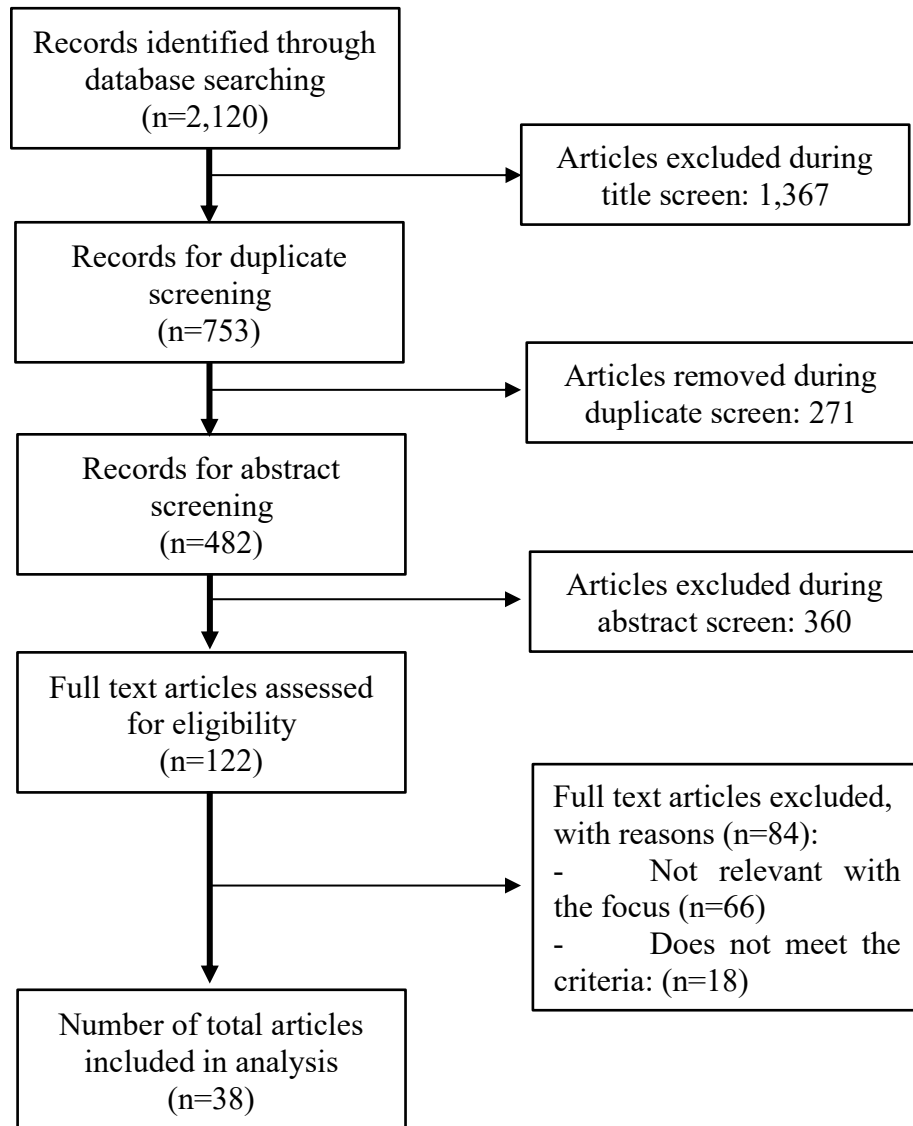 Records identified through
database searching
(n=2,120)
Articles excluded during
title screen: 1,367
Records for duplicate
screening
(n=753)
Articles removed during
duplicate screen: 271
Records for abstract
screening
(n=482)
Articles excluded during
abstract screen: 360
Full text articles assessed
for eligibility
(n=122)
Full text articles excluded,
with reasons (n=84):
- Not relevant with
the focus (n=66)
- Does not meet the
criteria: (n=18)
Number of total articles
included in analysis
(n=38)